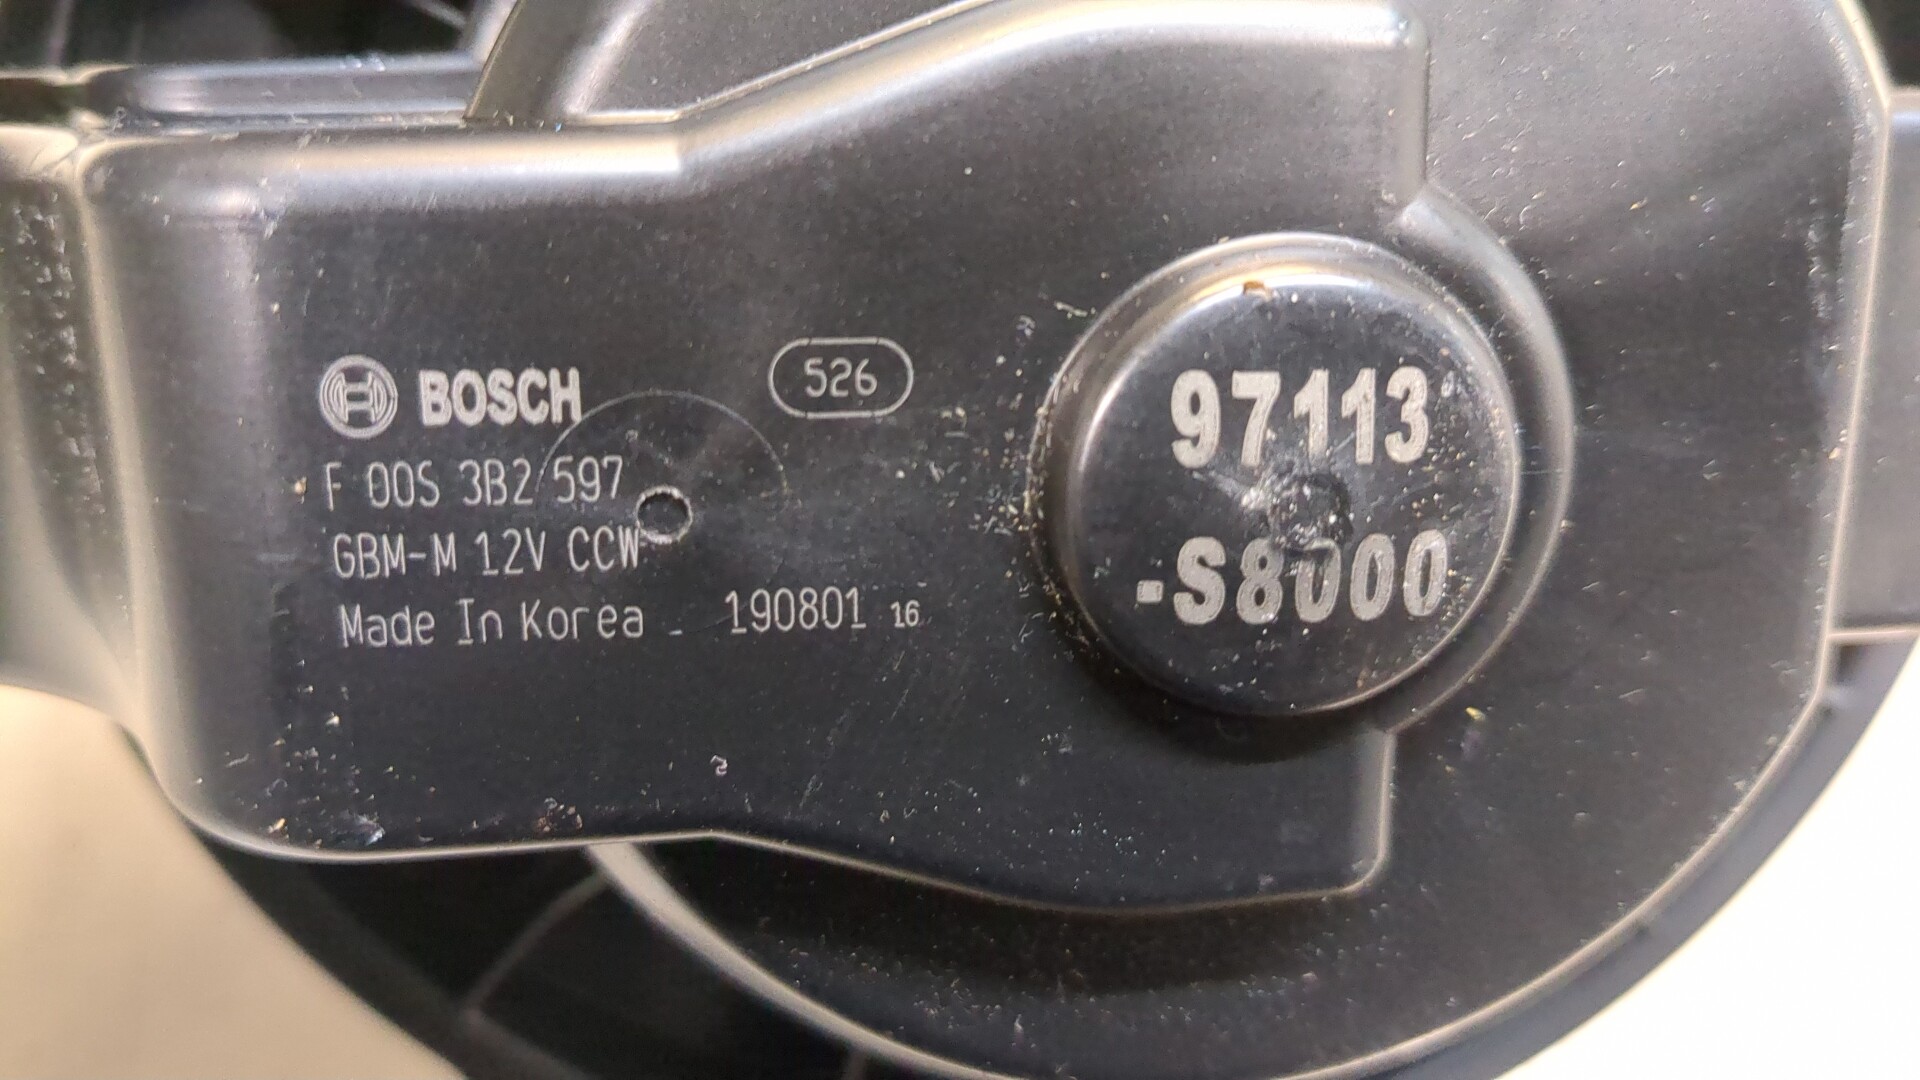 BOSCH
526
F 00S 3B2 597
GBM-M 12V CCW
Made In Korea - 190801 16
97113
-S8000